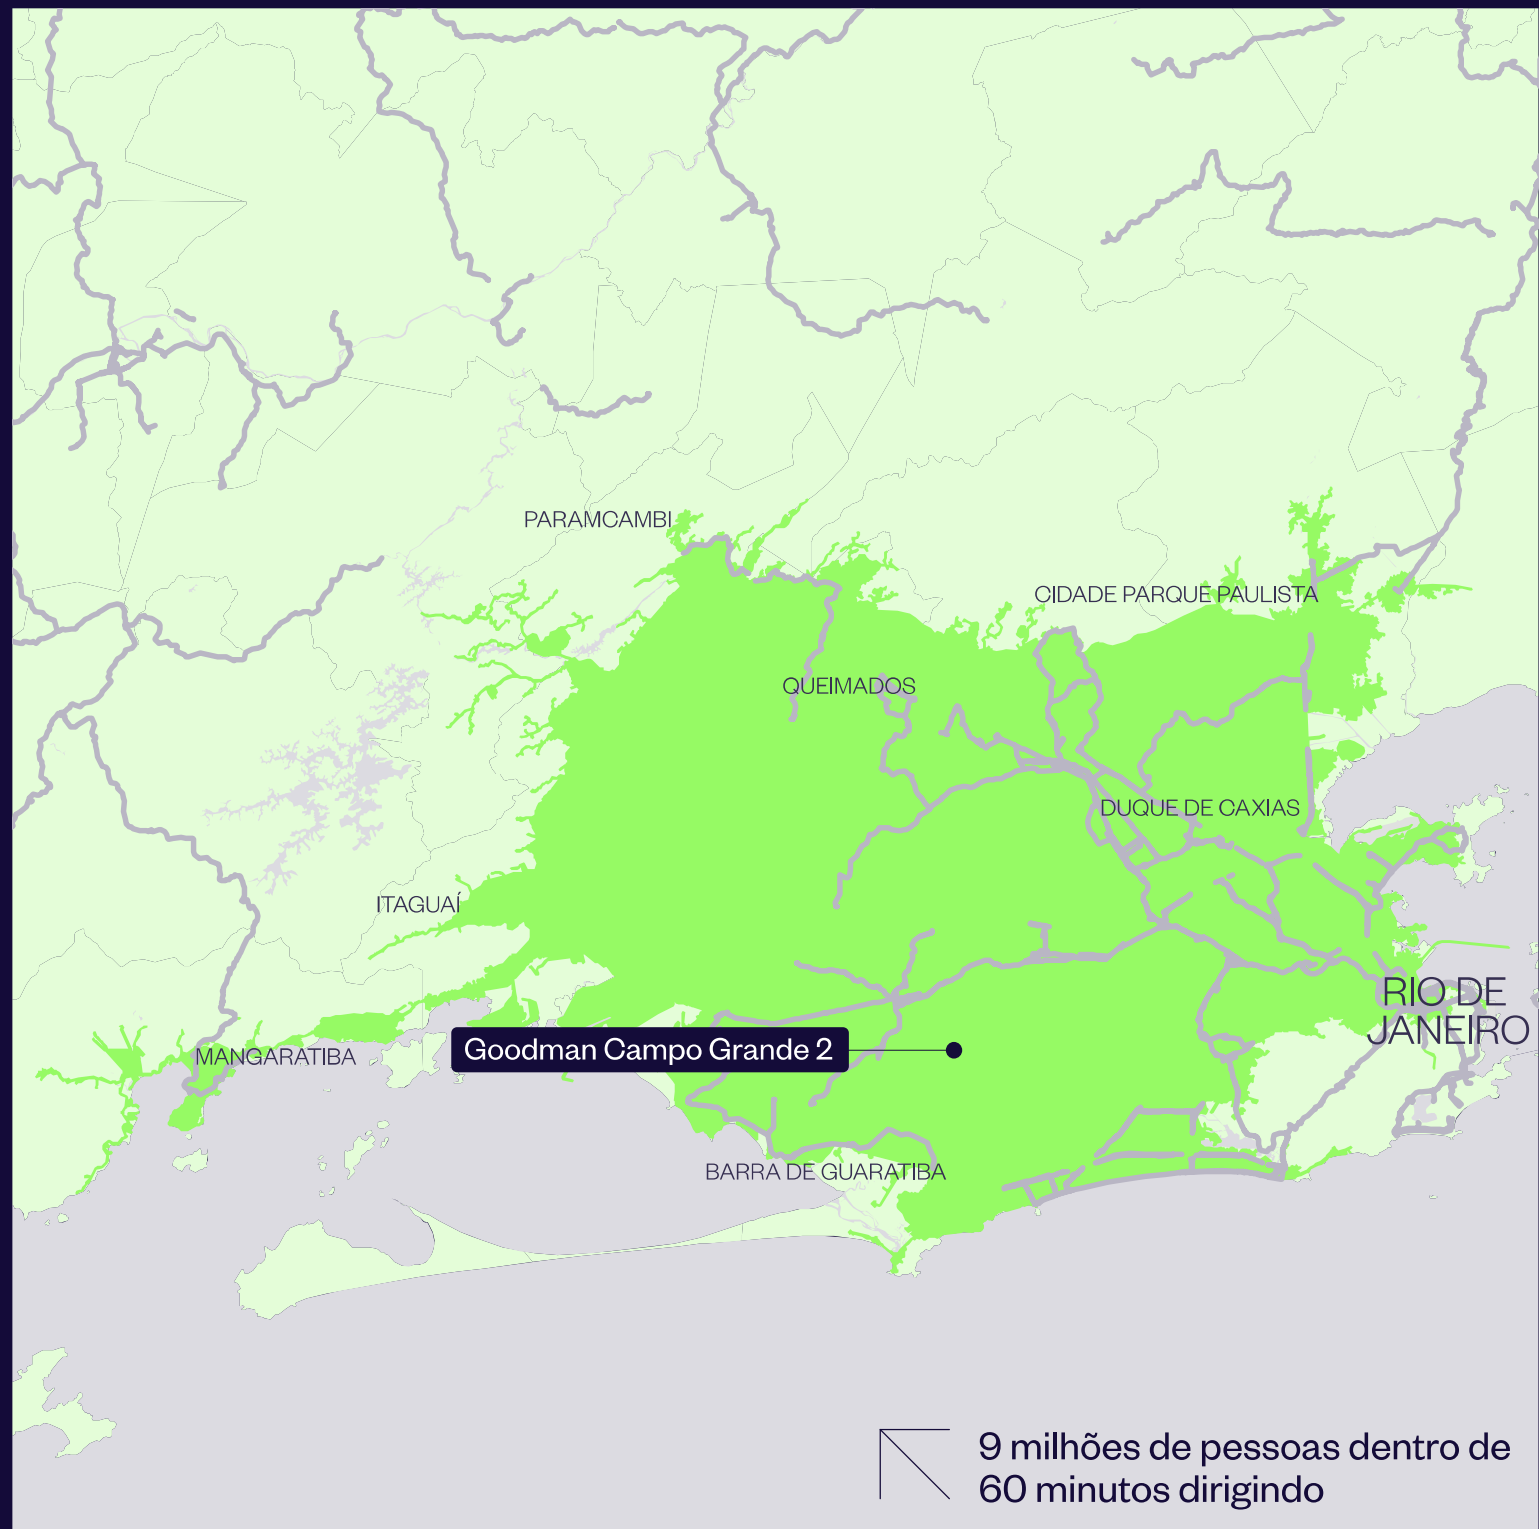 PARAMCAMBI
CIDADE PARQUE PAULISTA
QUEIMADOS
DUQUE DE CAXIAS
ITAGUAÍ
RIO DE
JANEIRO
Goodman Campo Grande 2
MANGARATIBA
BARRA DE GUARATIBA
9 milhões de pessoas dentro de
60 minutos dirigindo